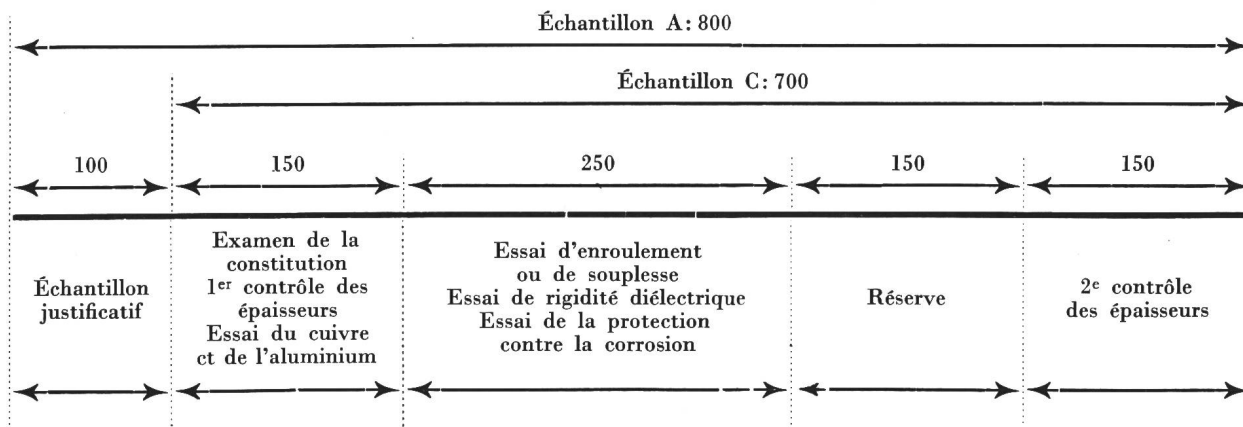 Échantillon A: 800
Échantillon C: 700
100
150
250
150
150
Échantillon
justificatif
Examen de la
constitution
1er contrôle des
épaisseurs
Essai du cuivre
ct de l'aluminium
Essai d'enroulement
ou de souplesse
Essai de rigidité diélectrique
Essai de la protection
contre la corrosion
Réserve
2e contrôle
des épaisseurs